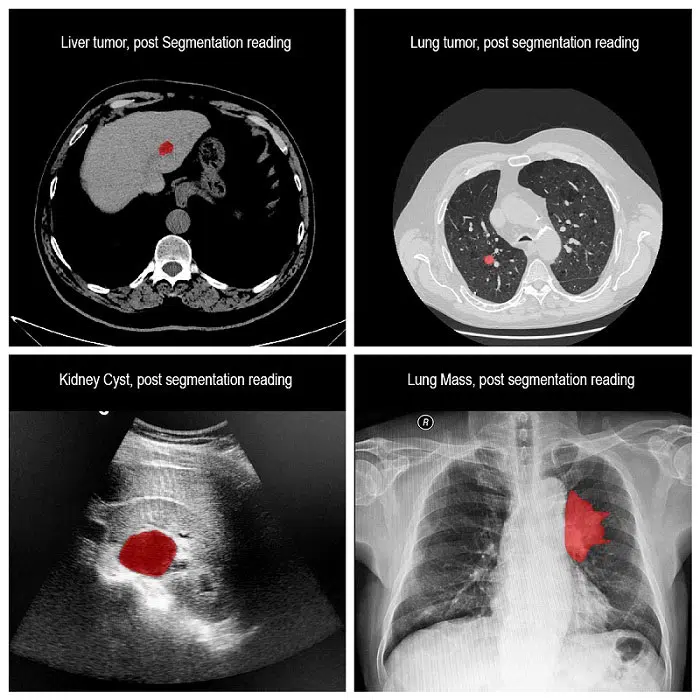 Liver tumor, post Segmentation reading
Lung tumor, post segmentation reading
Kidney Cyst, post segmentation reading
Lung Mass, post segmentation reading
R